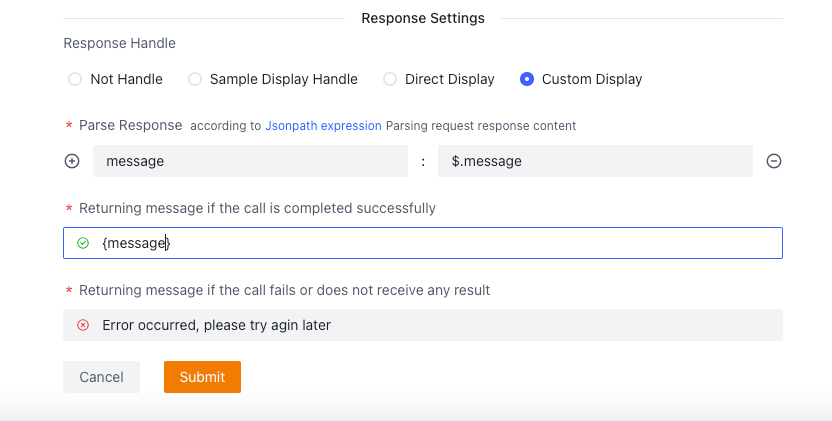 Response Settings
Response Handle
Not Handle Sample Display Handle Direct Display Custom Display
* Parse Response according to Jsonpath expression Parsing request response content
message : $.message
* Returning message if the call is completed successfully
{message}
* Returning message if the call fails or does not receive any result
Error occurred, please try agin later
Cancel Submit